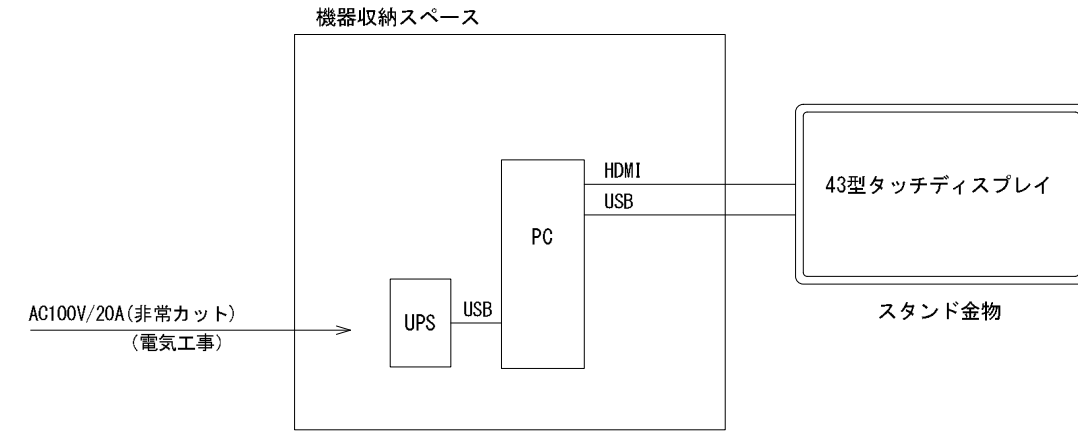 機器収納スペース
HDMI
43型タッチディスプレイ
USB
PC
AC100V/20A(非常カット)
UPS
USB
スタンド金物
(電気工事)